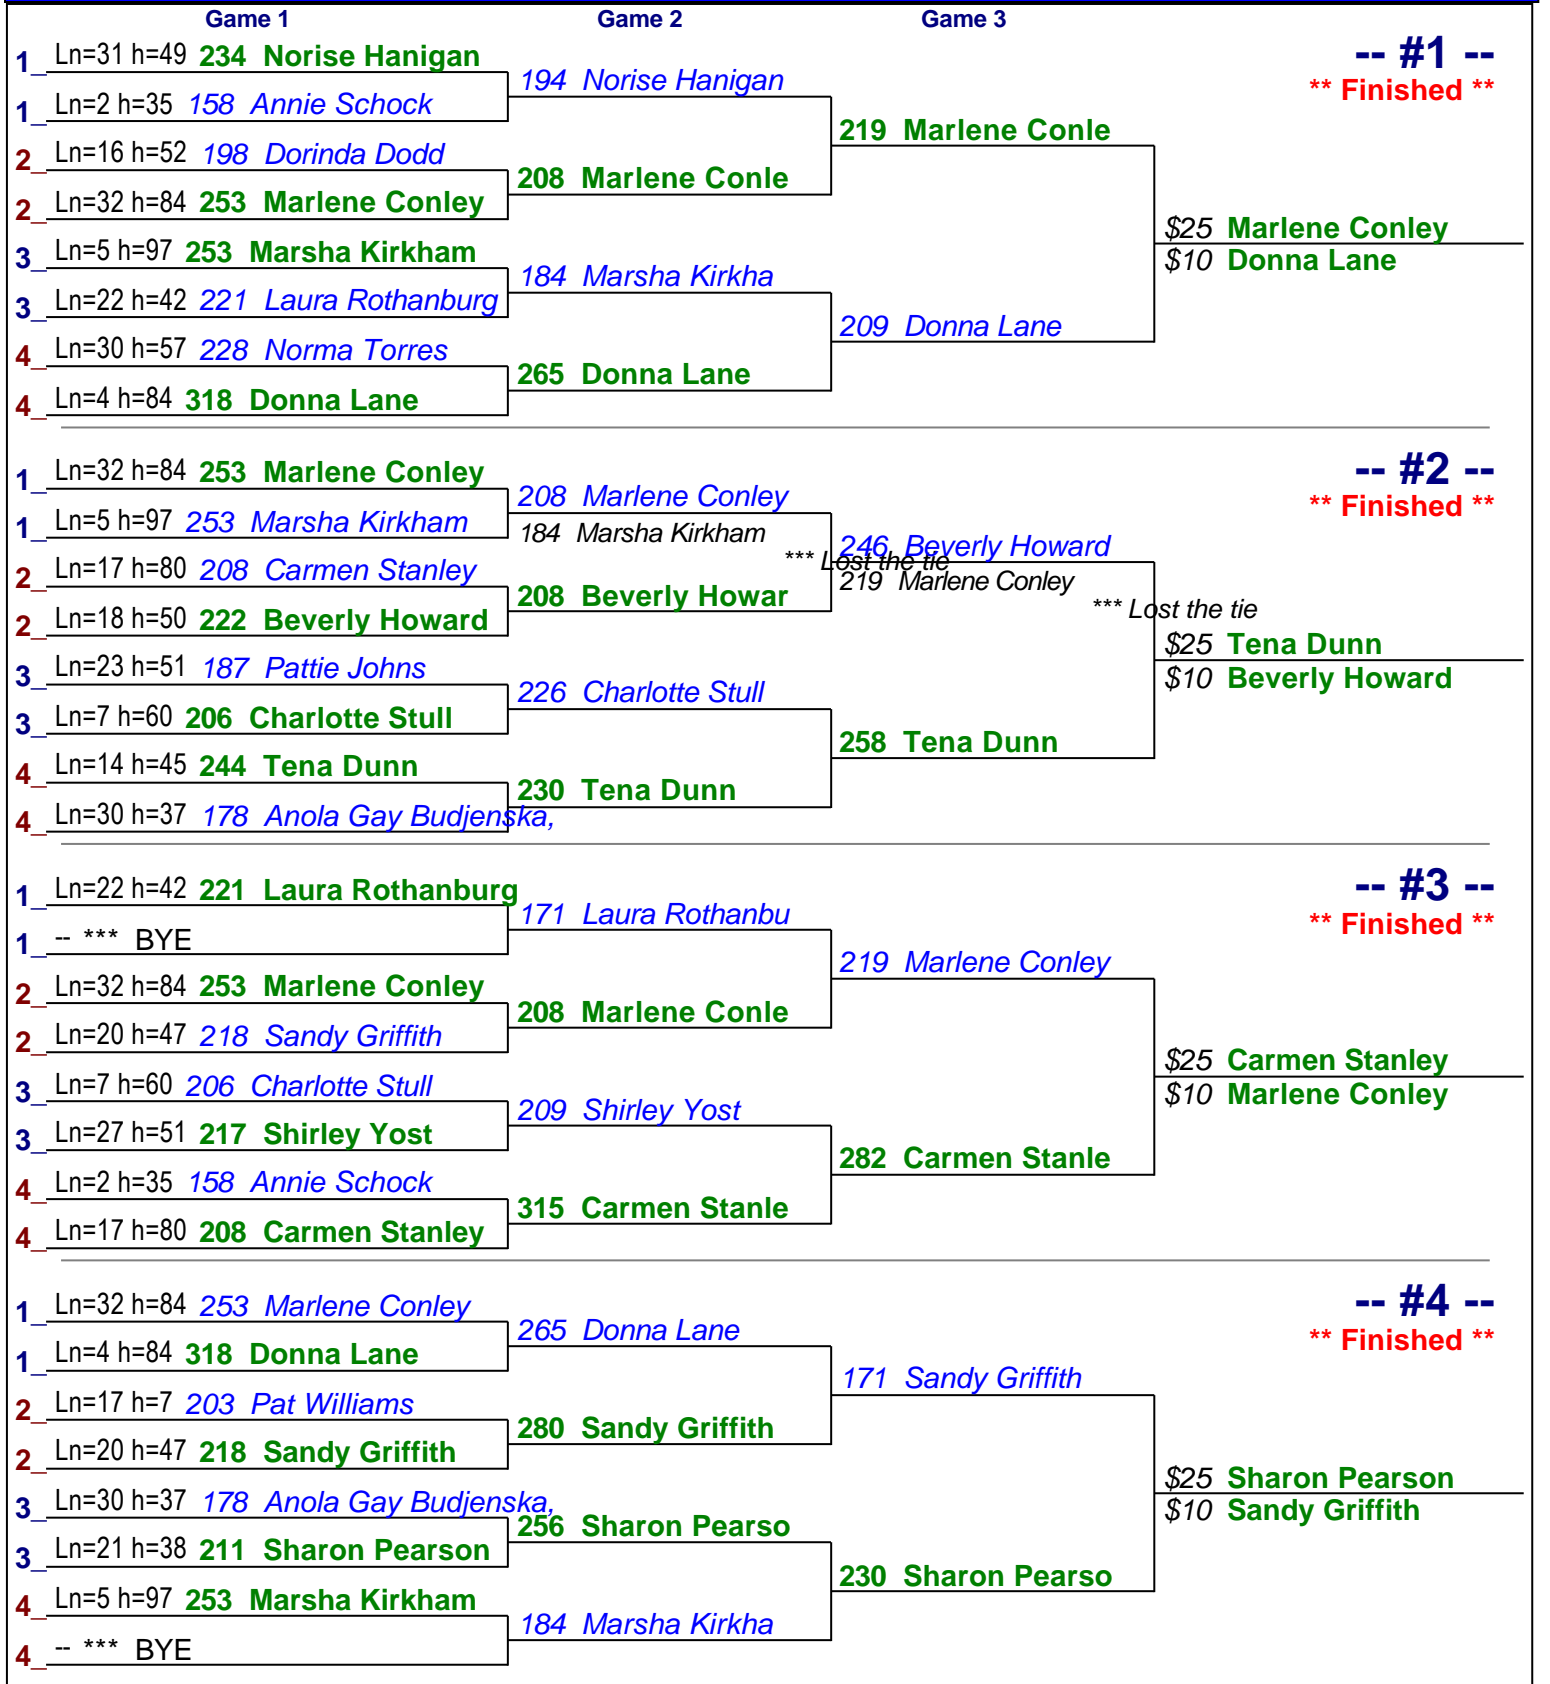 Game 1 Game 2 Game 3
-- #1 --
** Finished **
1_ Ln=31 h=49 234 Norise Hanigan
194 Norise Hanigan
1_ Ln=2 h=35 158 Annie Schock
219 Marlene Conle
2_ Ln=16 h=52 198 Dorinda Dodd
208 Marlene Conle
2_ Ln=32 h=84 253 Marlene Conley
$25 Marlene Conley
3_ Ln=5 h=97 253 Marsha Kirkham
$10 Donna Lane
184 Marsha Kirkha
3_ Ln=22 h=42 221 Laura Rothanburg
209 Donna Lane
4_ Ln=30 h=57 228 Norma Torres
265 Donna Lane
4_ Ln=4 h=84 318 Donna Lane
-- #2 --
** Finished **
1_ Ln=32 h=84 253 Marlene Conley
208 Marlene Conley
1_ Ln=5 h=97 253 Marsha Kirkham
184 Marsha Kirkham
*** Lost the tie
246 Beverly Howard
2_ Ln=17 h=80 208 Carmen Stanley
219 Marlene Conley
208 Beverly Howar
*** Lost the tie
2_ Ln=18 h=50 222 Beverly Howard
$25 Tena Dunn
3_ Ln=23 h=51 187 Pattie Johns
$10 Beverly Howard
226 Charlotte Stull
3_ Ln=7 h=60 206 Charlotte Stull
258 Tena Dunn
4_ Ln=14 h=45 244 Tena Dunn
230 Tena Dunn
4_ Ln=30 h=37 178 Anola Gay Budjenska,
-- #3 --
** Finished **
1_ Ln=22 h=42 221 Laura Rothanburg
171 Laura Rothanbu
1_ -- *** BYE
219 Marlene Conley
2_ Ln=32 h=84 253 Marlene Conley
208 Marlene Conle
2_ Ln=20 h=47 218 Sandy Griffith
$25 Carmen Stanley
3_ Ln=7 h=60 206 Charlotte Stull
$10 Marlene Conley
209 Shirley Yost
3_ Ln=27 h=51 217 Shirley Yost
282 Carmen Stanle
4_ Ln=2 h=35 158 Annie Schock
315 Carmen Stanle
4_ Ln=17 h=80 208 Carmen Stanley
-- #4 --
** Finished **
1_ Ln=32 h=84 253 Marlene Conley
265 Donna Lane
1_ Ln=4 h=84 318 Donna Lane
171 Sandy Griffith
2_ Ln=17 h=7 203 Pat Williams
280 Sandy Griffith
2_ Ln=20 h=47 218 Sandy Griffith
$25 Sharon Pearson
3_ Ln=30 h=37 178 Anola Gay Budjenska,
$10 Sandy Griffith
256 Sharon Pearso
3_ Ln=21 h=38 211 Sharon Pearson
230 Sharon Pearso
4_ Ln=5 h=97 253 Marsha Kirkham
184 Marsha Kirkha
4_ -- *** BYE